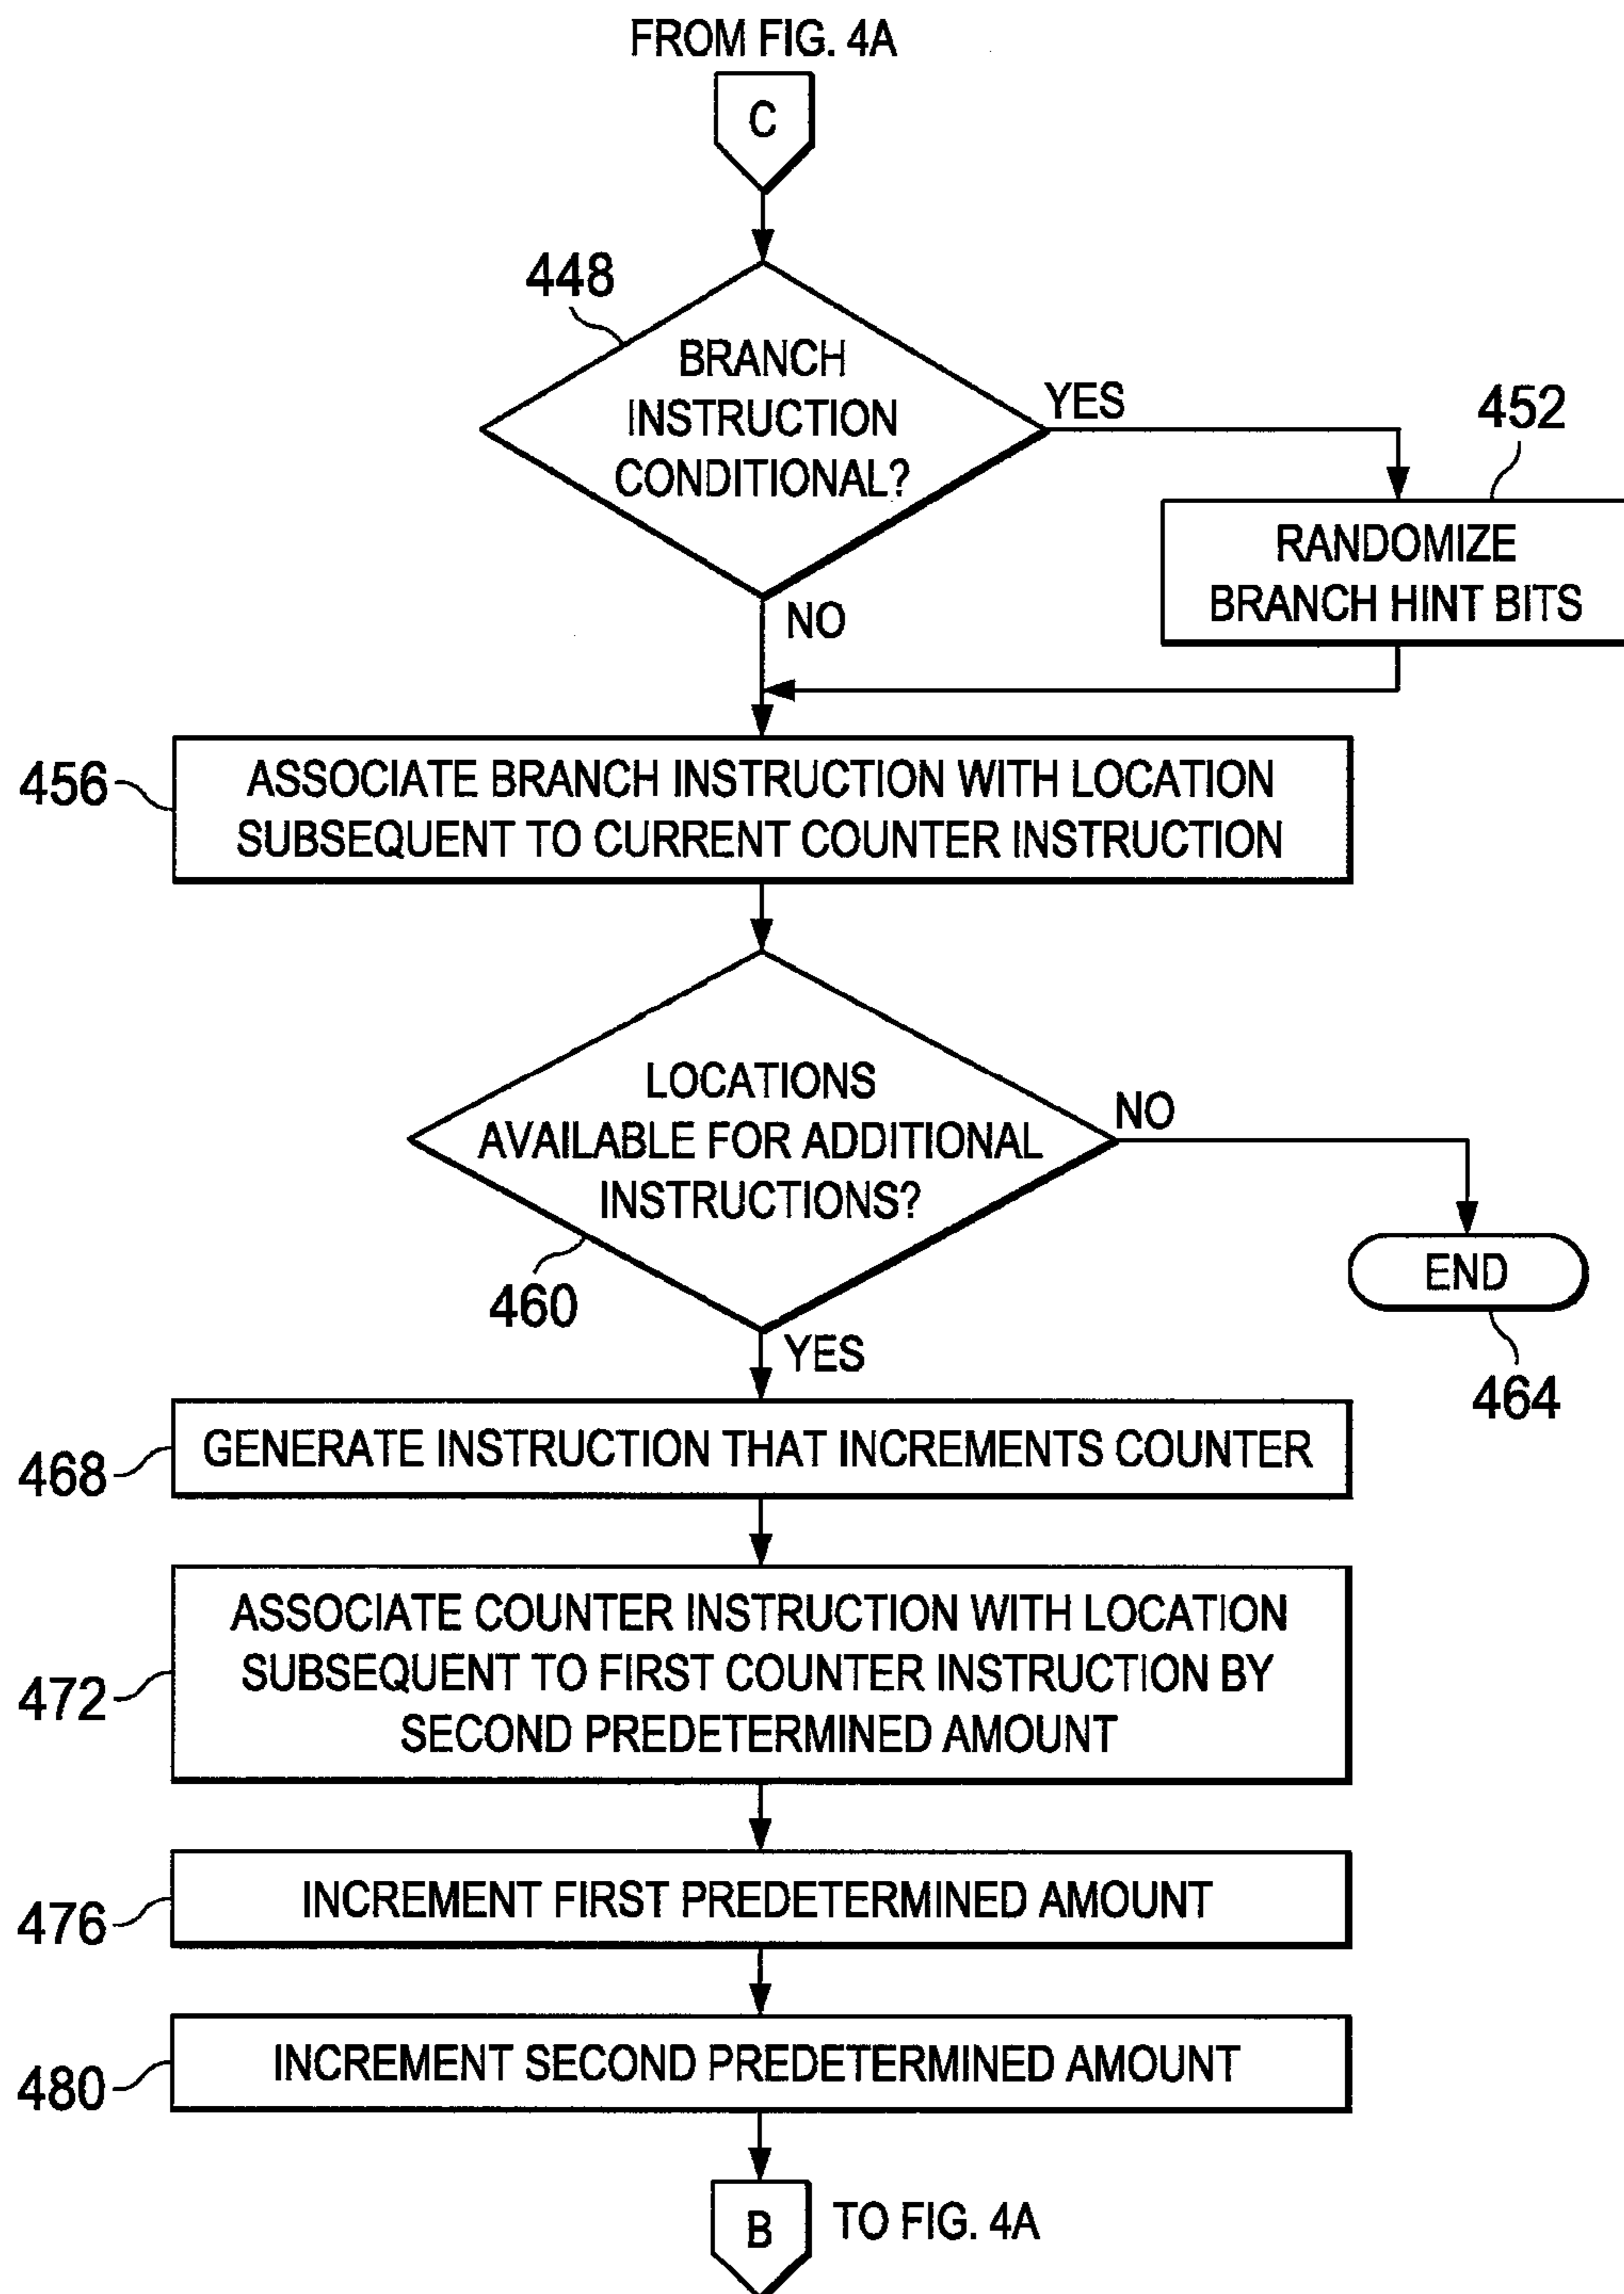 FROM FIG. 4A
C
448
BRANCH
INSTRUCTION
CONDITIONAL?
YES
452
RANDOMIZE
BRANCH HINT BITS
NO
456
ASSOCIATE BRANCH INSTRUCTION WITH LOCATION
SUBSEQUENT TO CURRENT COUNTER INSTRUCTION
LOCATIONS
AVAILABLE FOR ADDITIONAL
INSTRUCTIONS?
NO
END
464
460
YES
468
GENERATE INSTRUCTION THAT INCREMENTS COUNTER
472
ASSOCIATE COUNTER INSTRUCTION WITH LOCATION
SUBSEQUENT TO FIRST COUNTER INSTRUCTION BY
SECOND PREDETERMINED AMOUNT
476
INCREMENT FIRST PREDETERMINED AMOUNT
480
INCREMENT SECOND PREDETERMINED AMOUNT
B
TO FIG. 4A